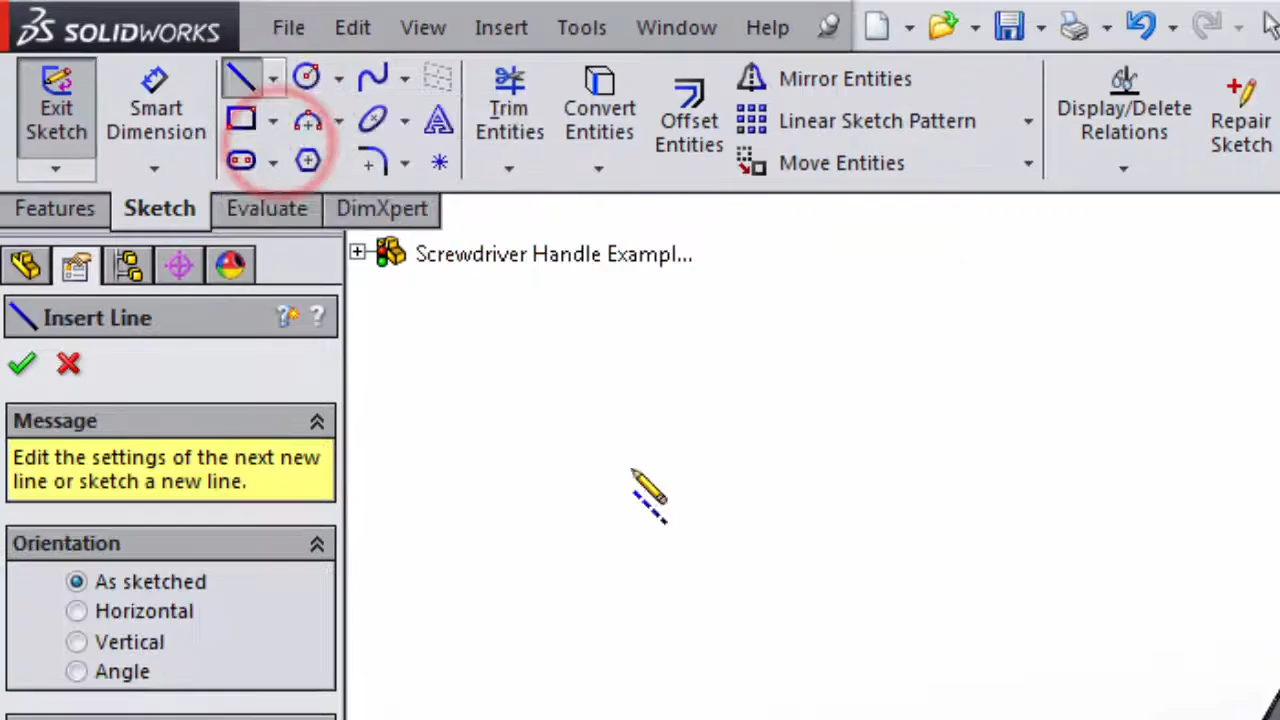 SOLIDWORKS File Edit View Insert Tools Window Help
Exit Sketch
Smart Dimension
Trim Entities
Convert Entities
Offset Entities
Mirror Entities
Linear Sketch Pattern
Move Entities
Display/Delete Relations
Repair Sketch
Features Sketch Evaluate DimXpert
Screwdriver Handle Exampl...
Insert Line
Message
Edit the settings of the next new
line or sketch a new line.
Orientation
As sketched
Horizontal
Vertical
Angle